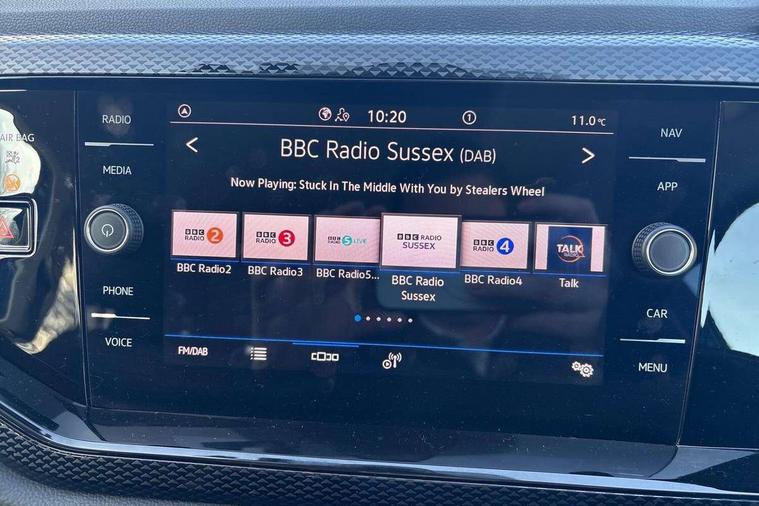 AIR BAG
RADIO
MEDIA
PHONE
VOICE
10:20
1
11.0 °C
< BBC Radio Sussex (DAB) >
Now Playing: Stuck In The Middle With You by Stealers Wheel
BBC RADIO 2
BBC RADIO 3
BBC RADIO 5 LIVE
BBC RADIO SUSSEX
BBC RADIO 4
TALK RADIO
BBC Radio2
BBC Radio3
BBC Radio5...
BBC Radio Sussex
BBC Radio4
Talk
FM/DAB
NAV
APP
CAR
MENU